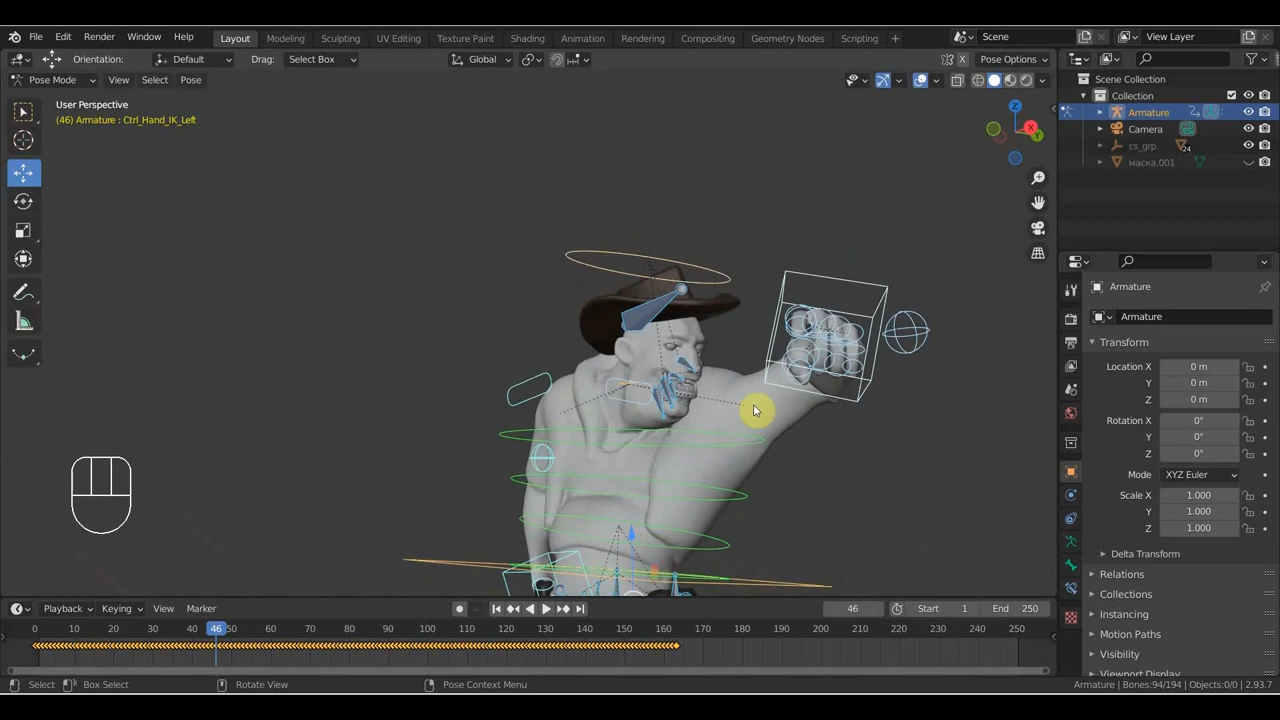 File Edit Render Window Help Layout Modeling Sculpting UV Editing Texture Paint Shading Animation Rendering Compositing Geometry Nodes Scripting + Scene View Layer
Orientation: Default Drag: Select Box Global X Pose Options
Pose Mode View Select Pose
User Perspective
(46) Armature : Ctrl_Hand_IK_Left
Z
X
Y
Scene Collection
Collection
Armature
Camera
cs_grp 24
маска.001
Armature
Armature
Transform
Location X 0 m
Y 0 m
Z 0 m
Rotation X 0°
Y 0°
Z 0°
Mode XYZ Euler
Scale X 1.000
Y 1.000
Z 1.000
Delta Transform
Relations
Collections
Instancing
Motion Paths
Visibility
Viewport Display
Playback Keying View Marker 46 Start 1 End 250
0 10 20 30 40 46 50 60 70 80 90 100 110 120 130 140 150 160 170 180 190 200 210 220 230 240 250
Select Box Select Rotate View Pose Context Menu Armature | Bones:94/194 | Objects:0/0 | 2.93.7